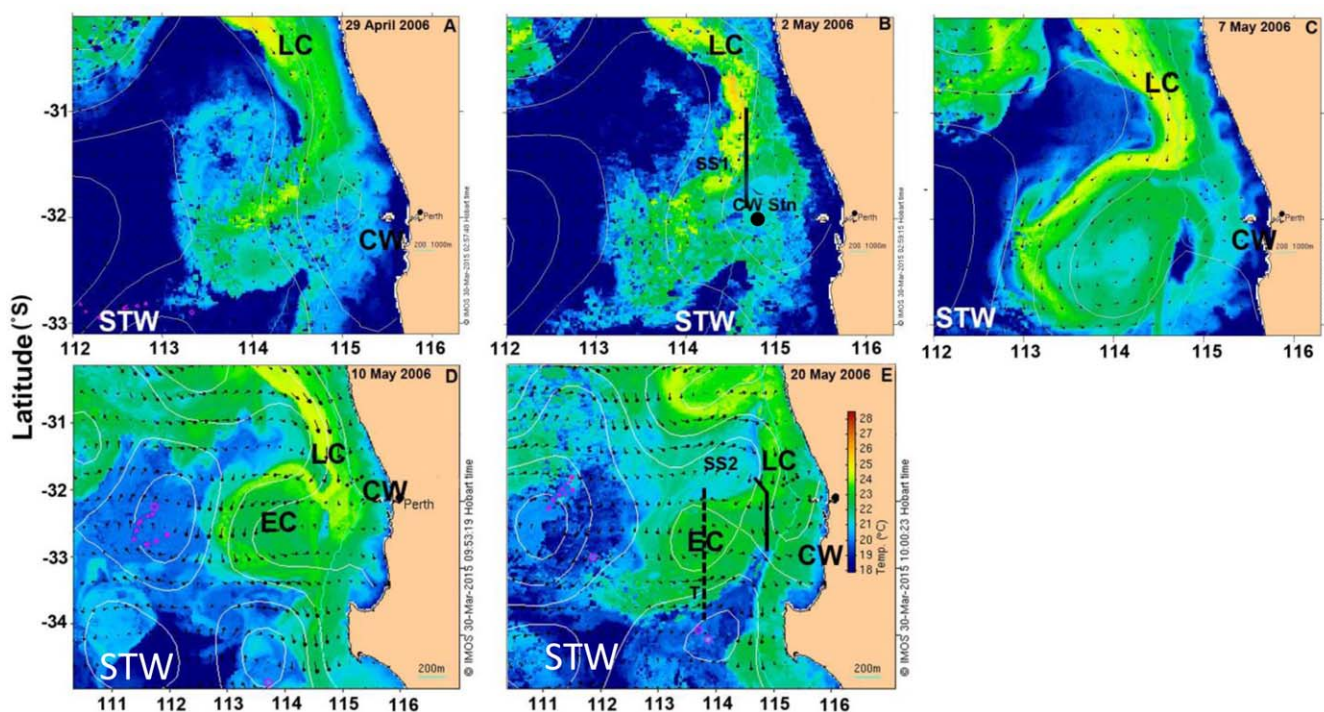 29 April 2006 A
LC
CW
Perth
200 1000m
STW
© IMOS 30-Mar-2015 02:57:48 Hobart time
-31
-32
-33
112 113 114 115 116
2 May 2006 B
LC
SS1
CW Stn
Perth
200 1000m
STW
© IMOS 30-Mar-2015 02:59:15 Hobart time
112 113 114 115 116
7 May 2006 C
LC
Perth
200 1000m
CW
STW
112 113 114 115 116
Latitude (°S)
10 May 2006 D
LC
CW
Perth
EC
STW
200m
© IMOS 30-Mar-2015 09:53:19 Hobart time
-31
-32
-33
-34
111 112 113 114 115 116
20 May 2006 E
SS2
LC
EC
CW
T
STW
200m
28
27
26
25
24
23
22
21
20
19
18
Temp. (°C)
© IMOS 30-Mar-2015 10:00:23 Hobart time
111 112 113 114 115 116